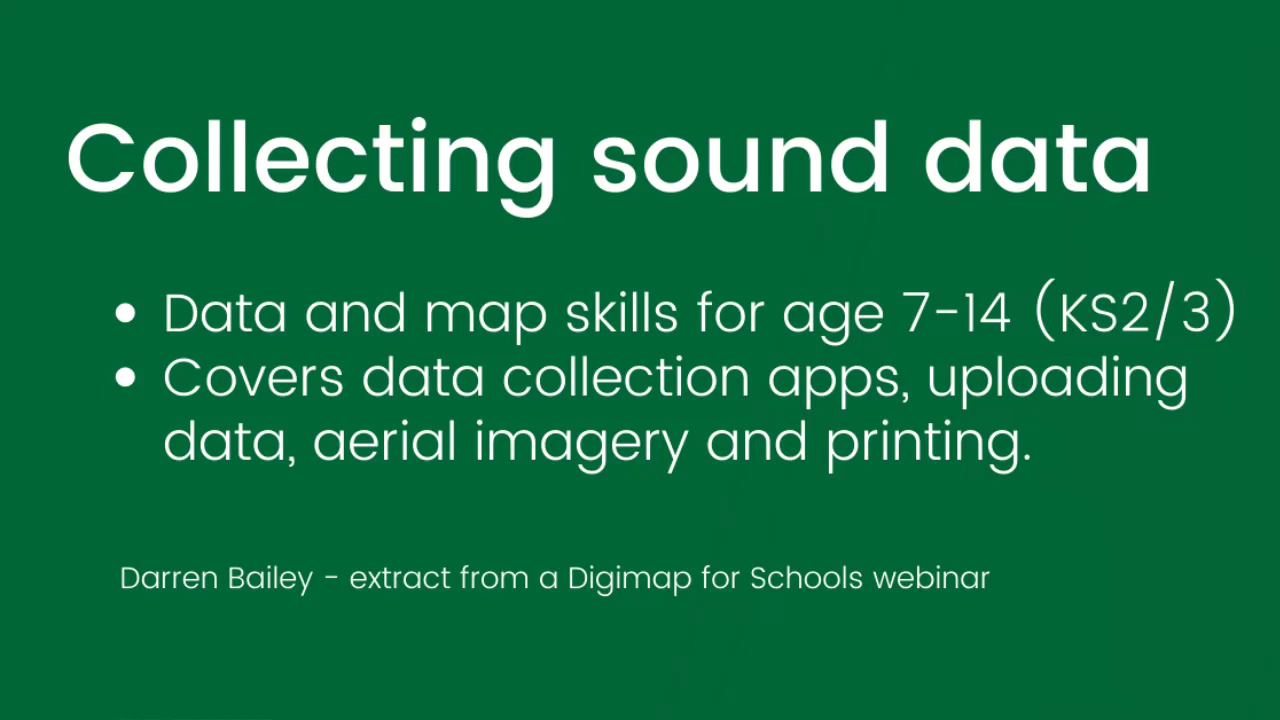 Collecting sound data
• Data and map skills for age 7-14 (KS2/3)
• Covers data collection apps, uploading
data, aerial imagery and printing.
Darren Bailey - extract from a Digimap for Schools webinar